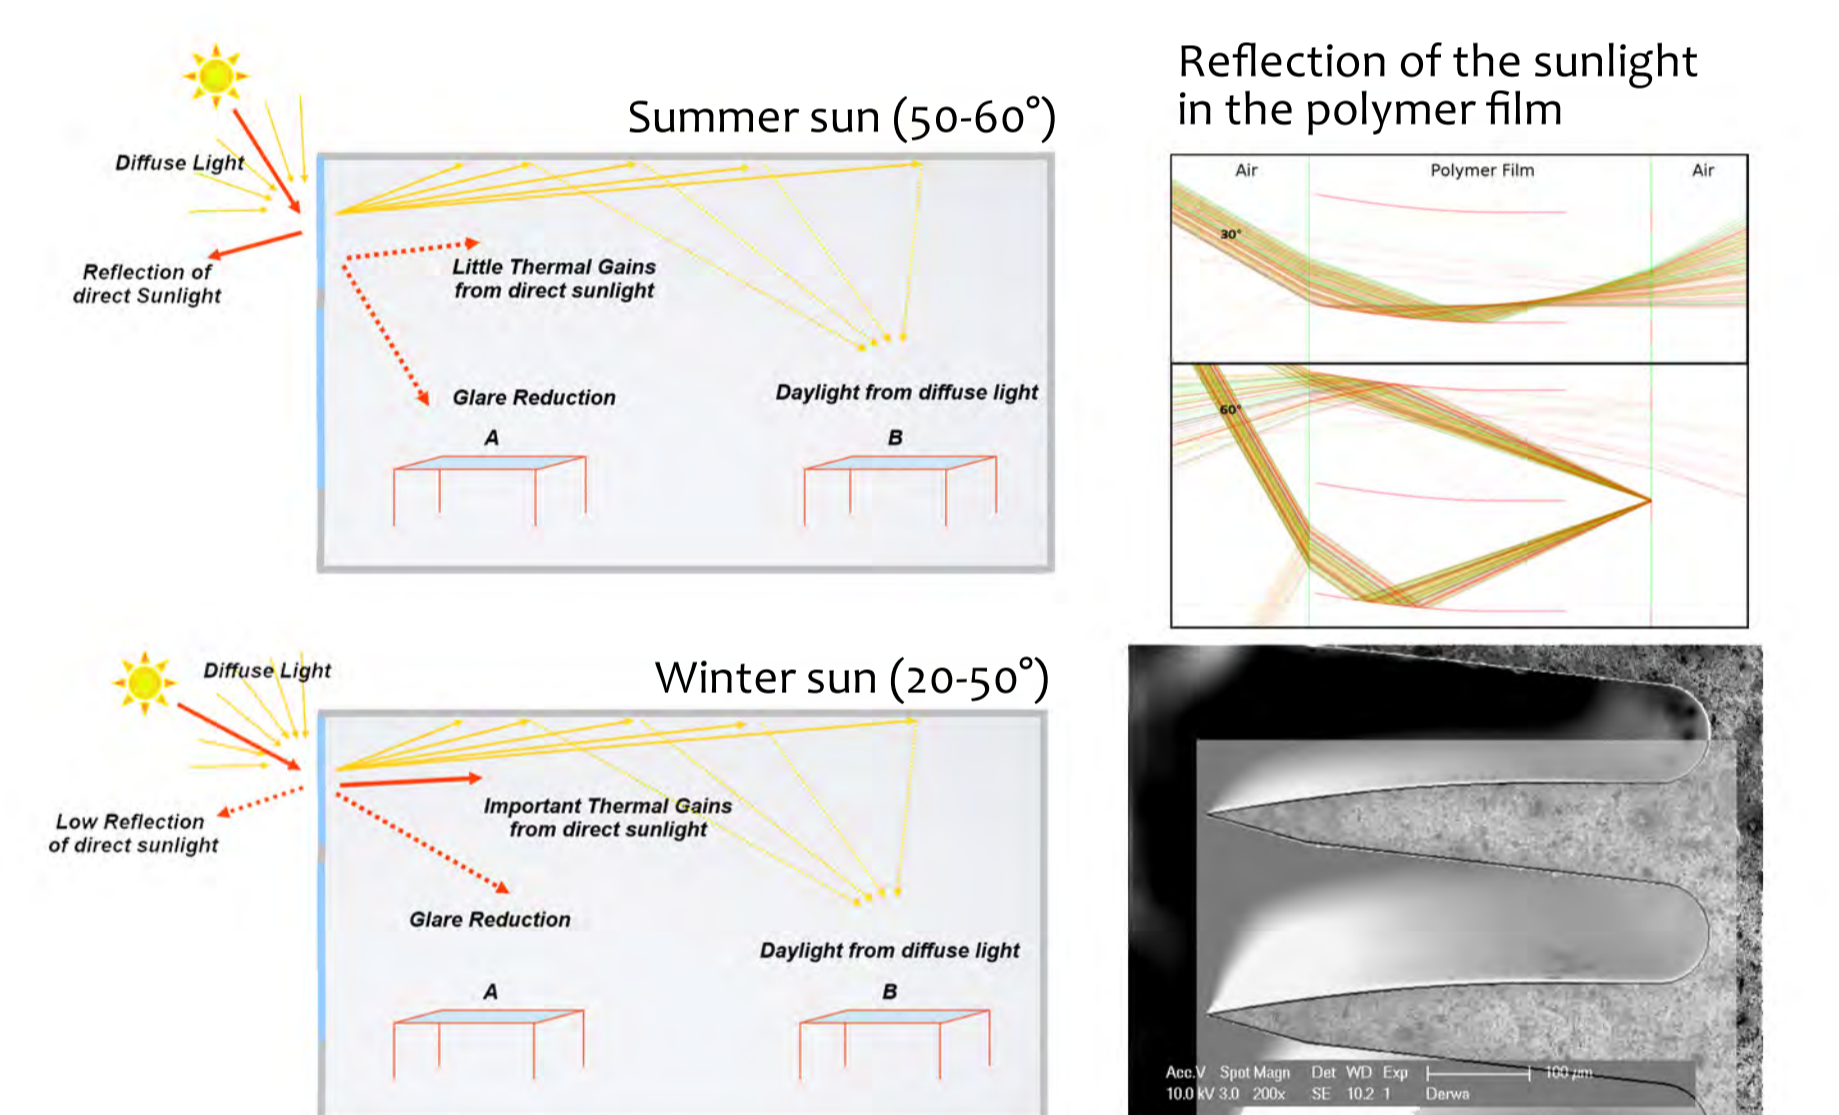 Summer sun (50-60°)
Diffuse Light
Reflection of
direct Sunlight
Little Thermal Gains
from direct sunlight
Glare Reduction
Daylight from diffuse light
A
B
Reflection of the sunlight
in the polymer film
Air
Polymer Film
Air
30°
60°
Winter sun (20-50°)
Diffuse Light
Low Reflection
of direct sunlight
Important Thermal Gains
from direct sunlight
Glare Reduction
Daylight from diffuse light
A
B
Acc.V Spot Magn Det WD Exp 100 µm
10.0 kV 3.0 200x SE 10.2 1 Derwa